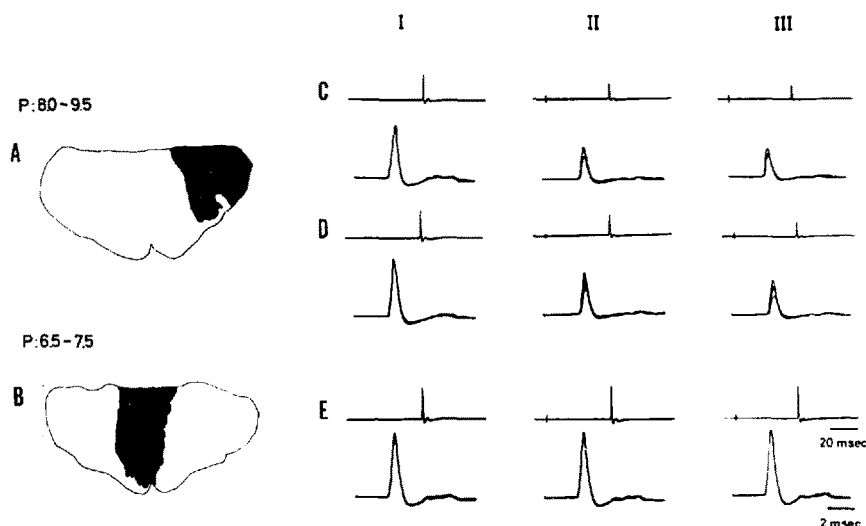 I II III
P:8.0~9.5
C
A
D
P:6.5-7.5
B
E
20 msec
2 msec